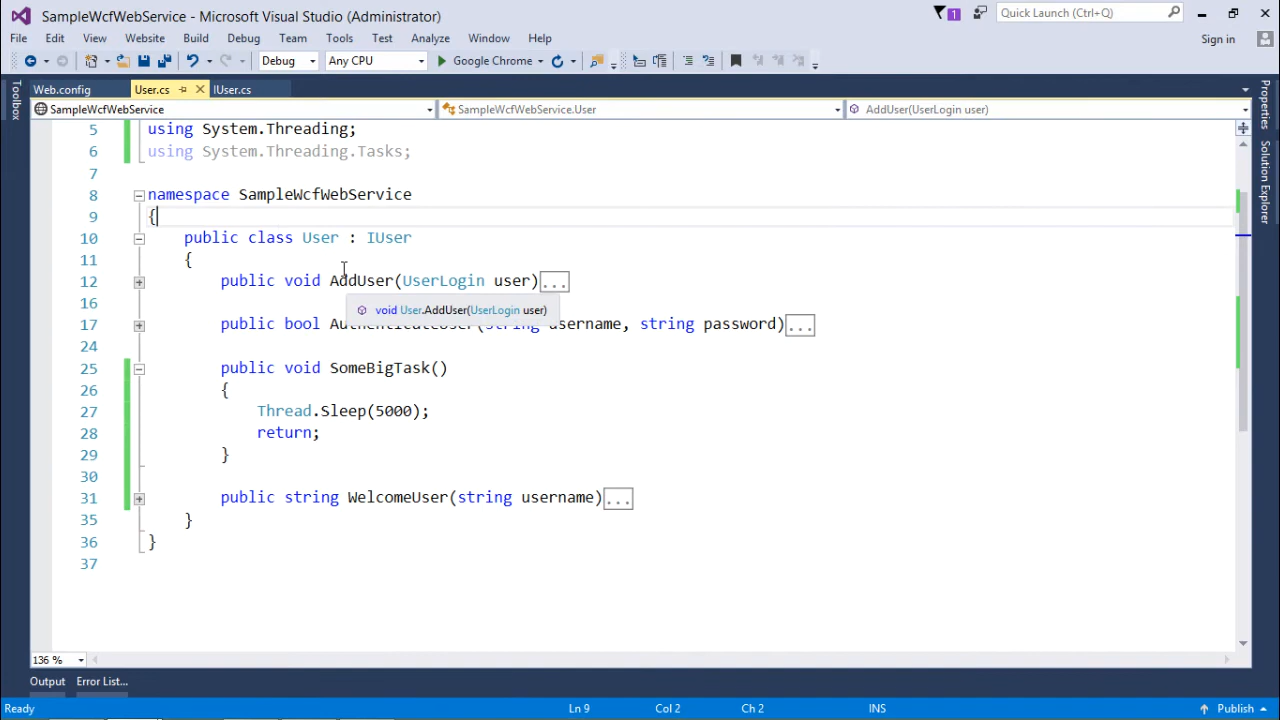 SampleWcfWebService - Microsoft Visual Studio (Administrator)
1
Quick Launch (Ctrl+Q)
File Edit View Website Build Debug Team Tools Test Analyze Window Help
Sign in
Debug Any CPU Google Chrome
Toolbox
Web.config User.cs IUser.cs
Properties
Solution Explorer
SampleWcfWebService SampleWcfWebService.User AddUser(UserLogin user)
5 using System.Threading;
6 using System.Threading.Tasks;
7
8 namespace SampleWcfWebService
9 {
10 public class User : IUser
11 {
12 public void AddUser(UserLogin user)...
void User.AddUser(UserLogin user)
16
17 public bool AuthenticateUser(string username, string password)...
24
25 public void SomeBigTask()
26 {
27 Thread.Sleep(5000);
28 return;
29 }
30
31 public string WelcomeUser(string username)...
35 }
36 }
37
136 %
Output Error List...
Ready Ln 9 Col 2 Ch 2 INS Publish